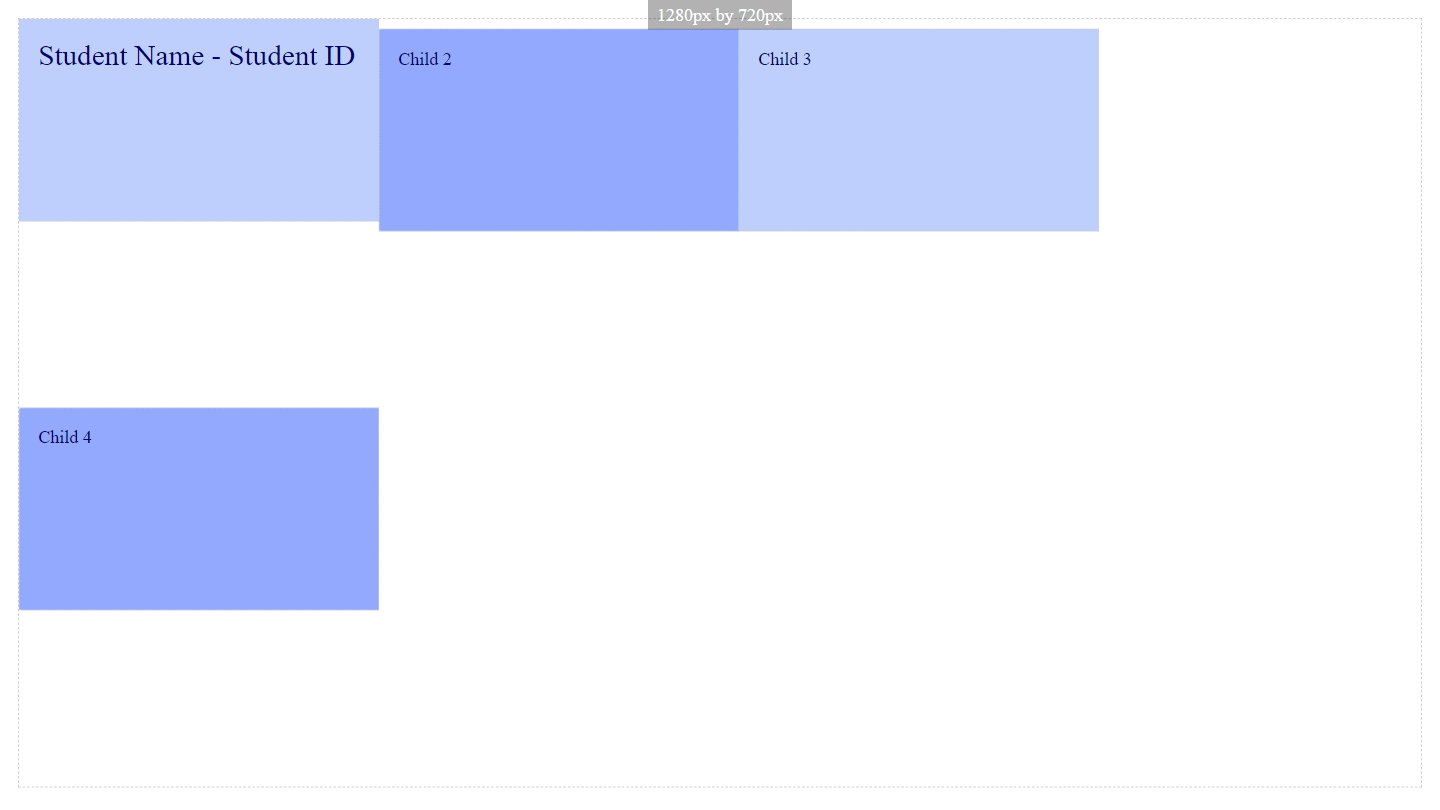 1280px by 720px
Student Name - Student ID
Child 2
Child 3
Child 4